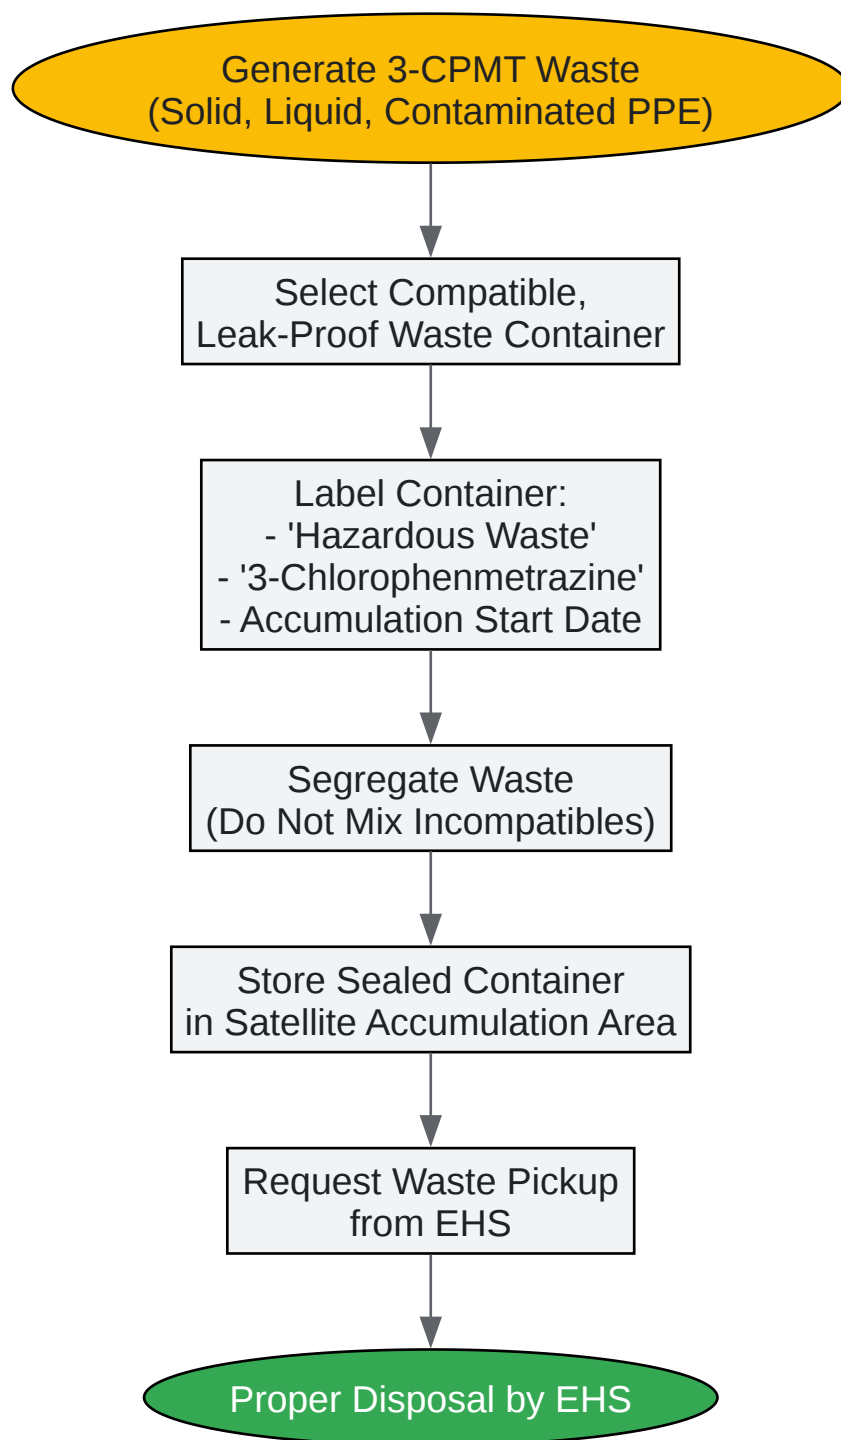 Generate 3-CPMT Waste
(Solid, Liquid, Contaminated PPE)
Select Compatible,
Leak-Proof Waste Container
Label Container:
- 'Hazardous Waste'
- '3-Chlorophenmetrazine'
- Accumulation Start Date
Segregate Waste
(Do Not Mix Incompatibles)
Store Sealed Container
in Satellite Accumulation Area
Request Waste Pickup
from EHS
Proper Disposal by EHS